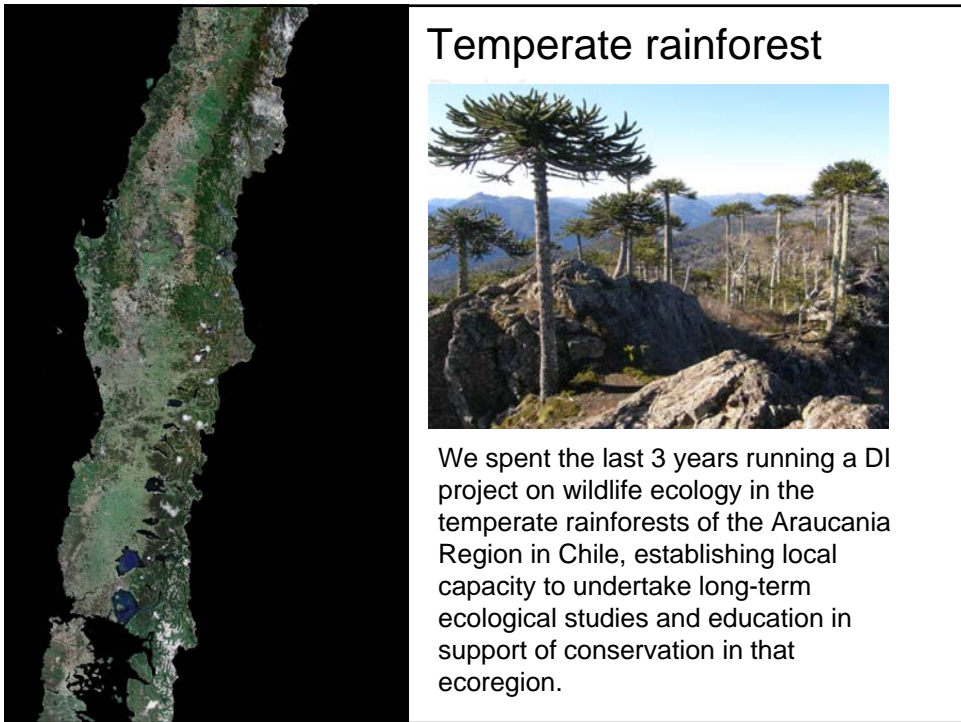 Temperate rainforest
We spent the last 3 years running a DI
project on wildlife ecology in the
temperate rainforests of the Araucania
Region in Chile, establishing local
capacity to undertake long-term
ecological studies and education in
support of conservation in that
ecoregion.